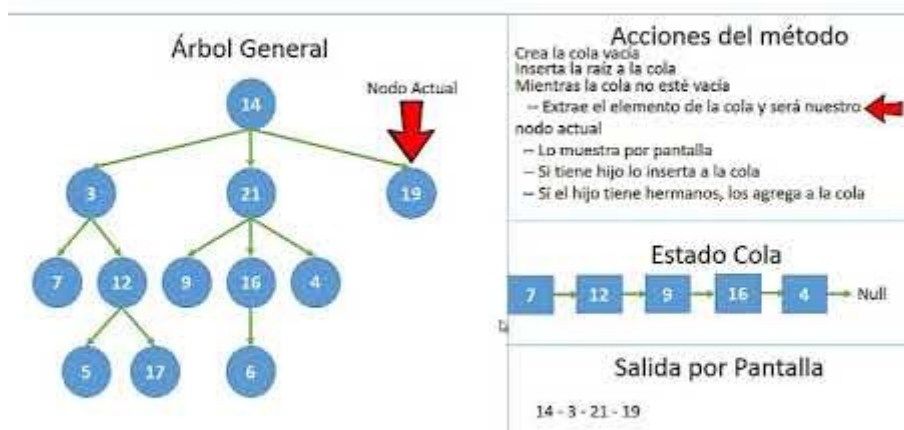 Árbol General
Nodo Actual
14
3
21
19
7
12
9
16
4
5
17
6
Acciones del método
Crea la cola vacía
Inserta la raíz a la cola
Mientras la cola no esté vacía
-- Extrae el elemento de la cola y será nuestro
nodo actual
-- Lo muestra por pantalla
-- Si tiene hijo lo inserta a la cola
-- Si el hijo tiene hermanos, los agrega a la cola
Estado Cola
7 12 9 16 4 Null
Salida por Pantalla
14 - 3 - 21 - 19